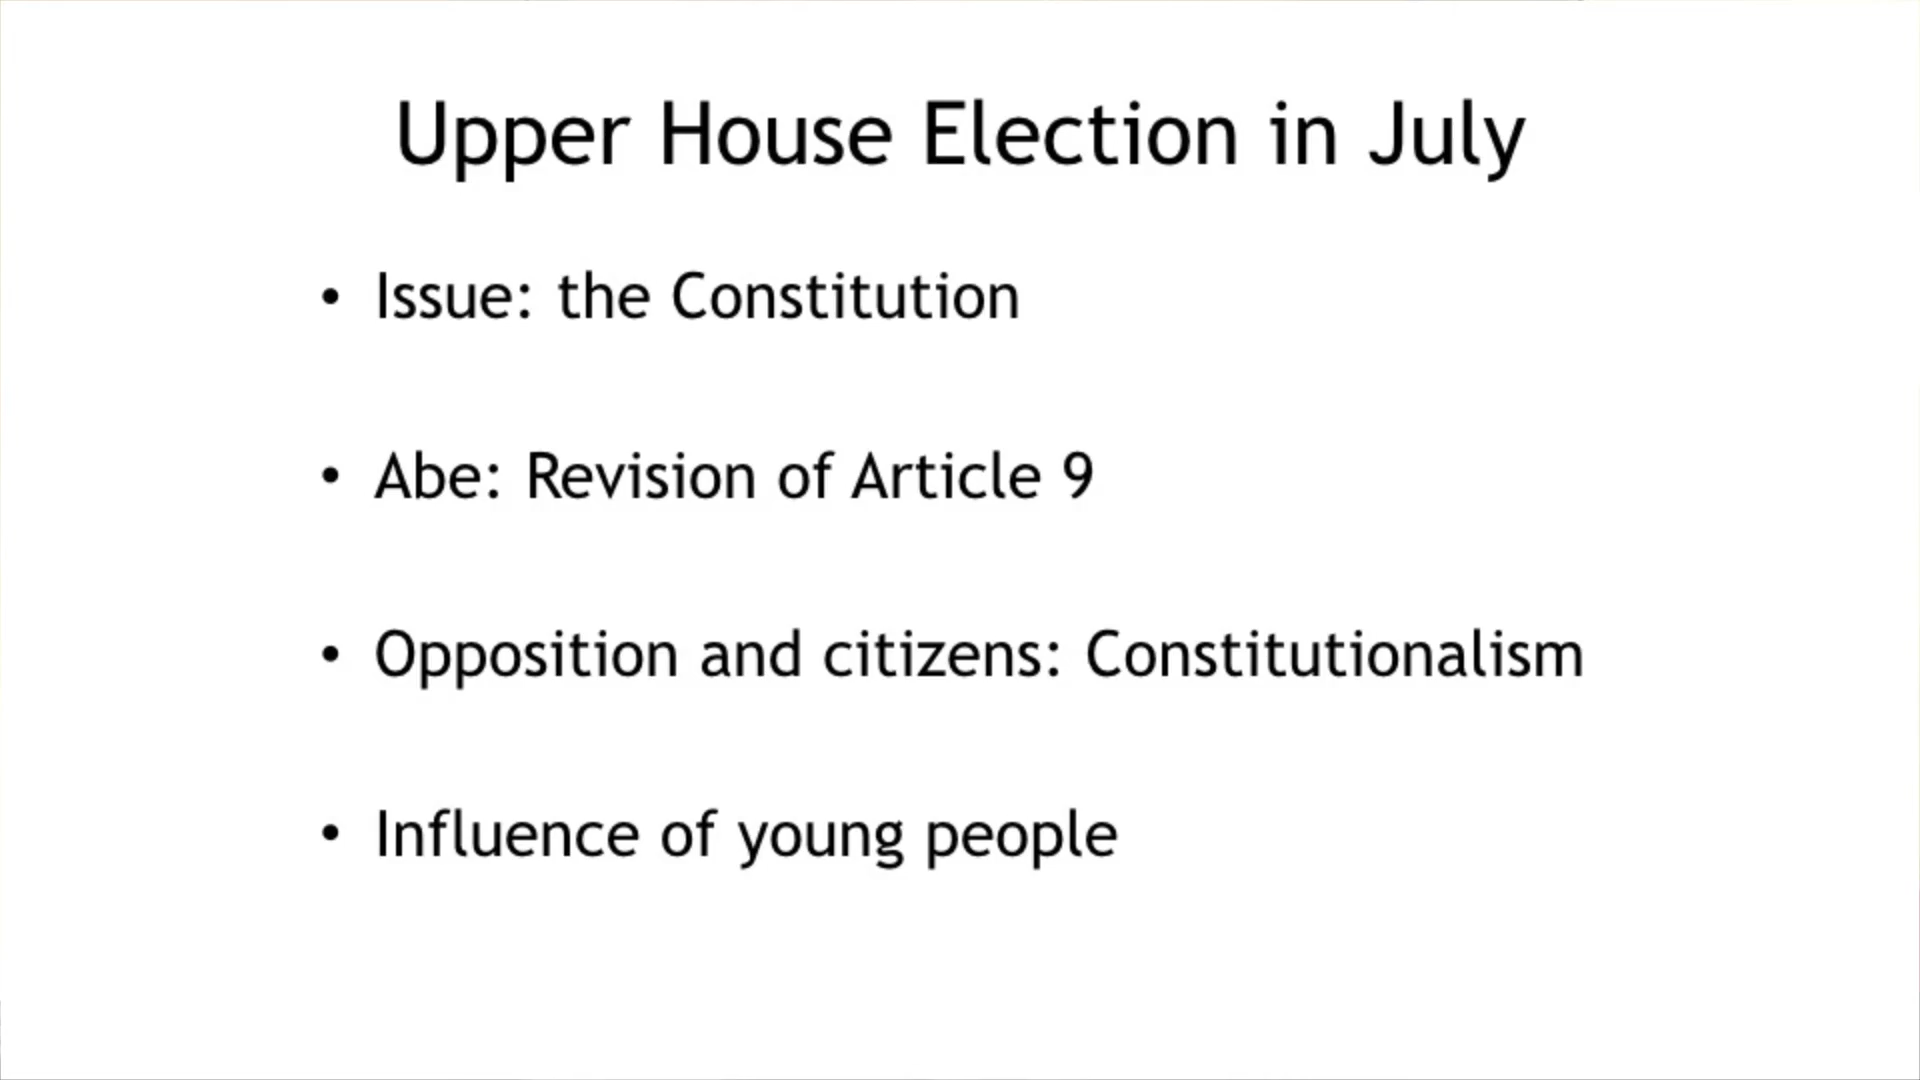 Upper House Election in July
• Issue: the Constitution
• Abe: Revision of Article 9
• Opposition and citizens: Constitutionalism
• Influence of young people